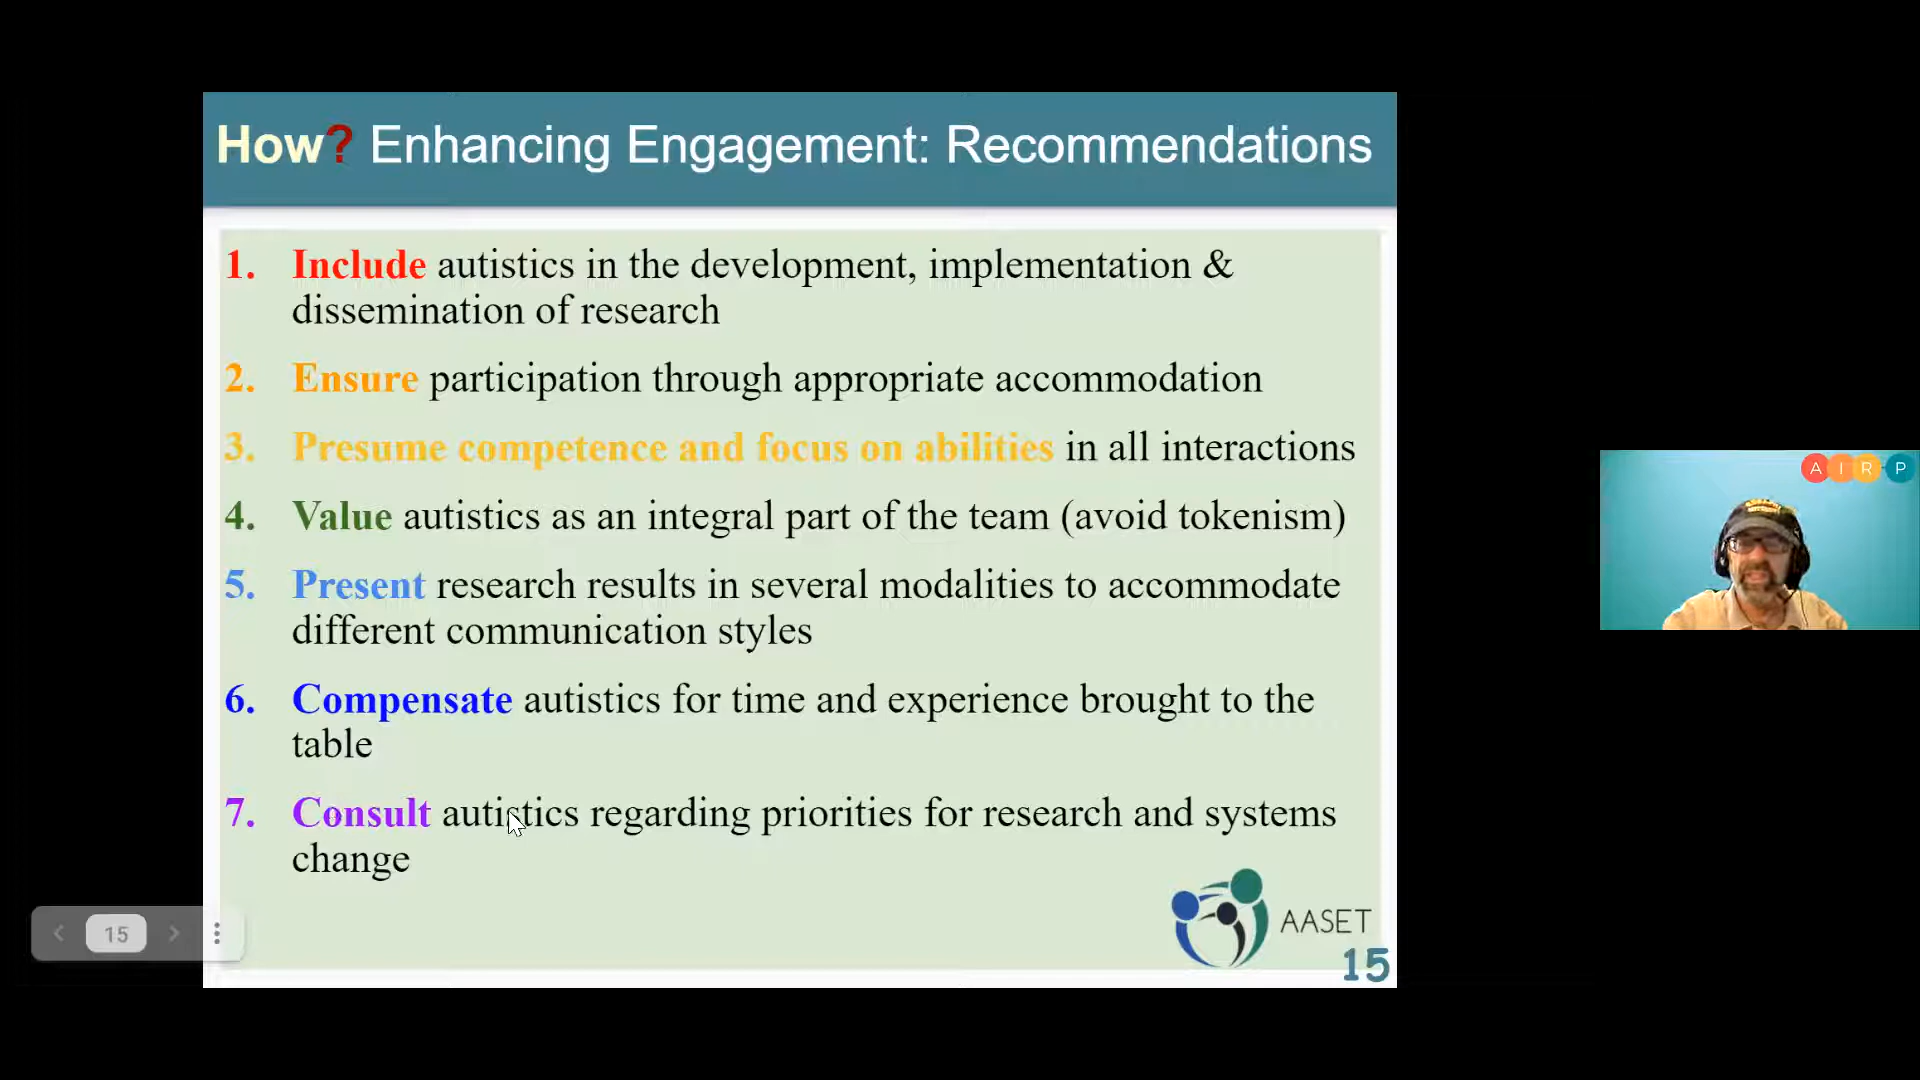 How? Enhancing Engagement: Recommendations
1. Include autistics in the development, implementation &
dissemination of research
2. Ensure participation through appropriate accommodation
3. Presume competence and focus on abilities in all interactions
4. Value autistics as an integral part of the team (avoid tokenism)
5. Present research results in several modalities to accommodate
different communication styles
6. Compensate autistics for time and experience brought to the
table
7. Consult autistics regarding priorities for research and systems
change
AASET
15
15
A I R P